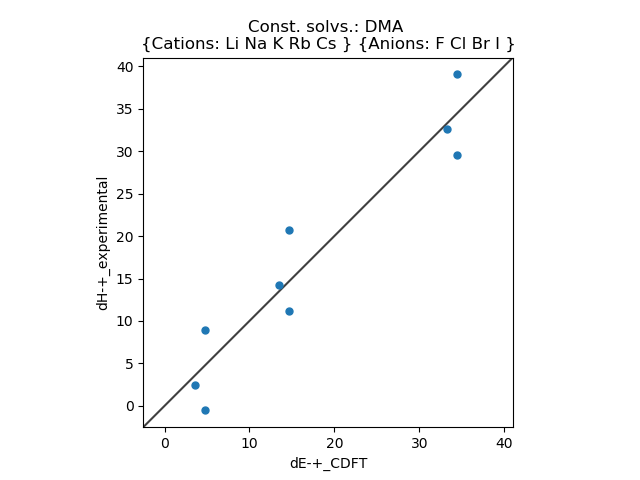 Const. solvs.: DMA
{Cations: Li Na K Rb Cs } {Anions: F Cl Br I }
40
35
30
25
20
15
10
5
0
dH-+_experimental
0 10 20 30 40
dE-+_CDFT